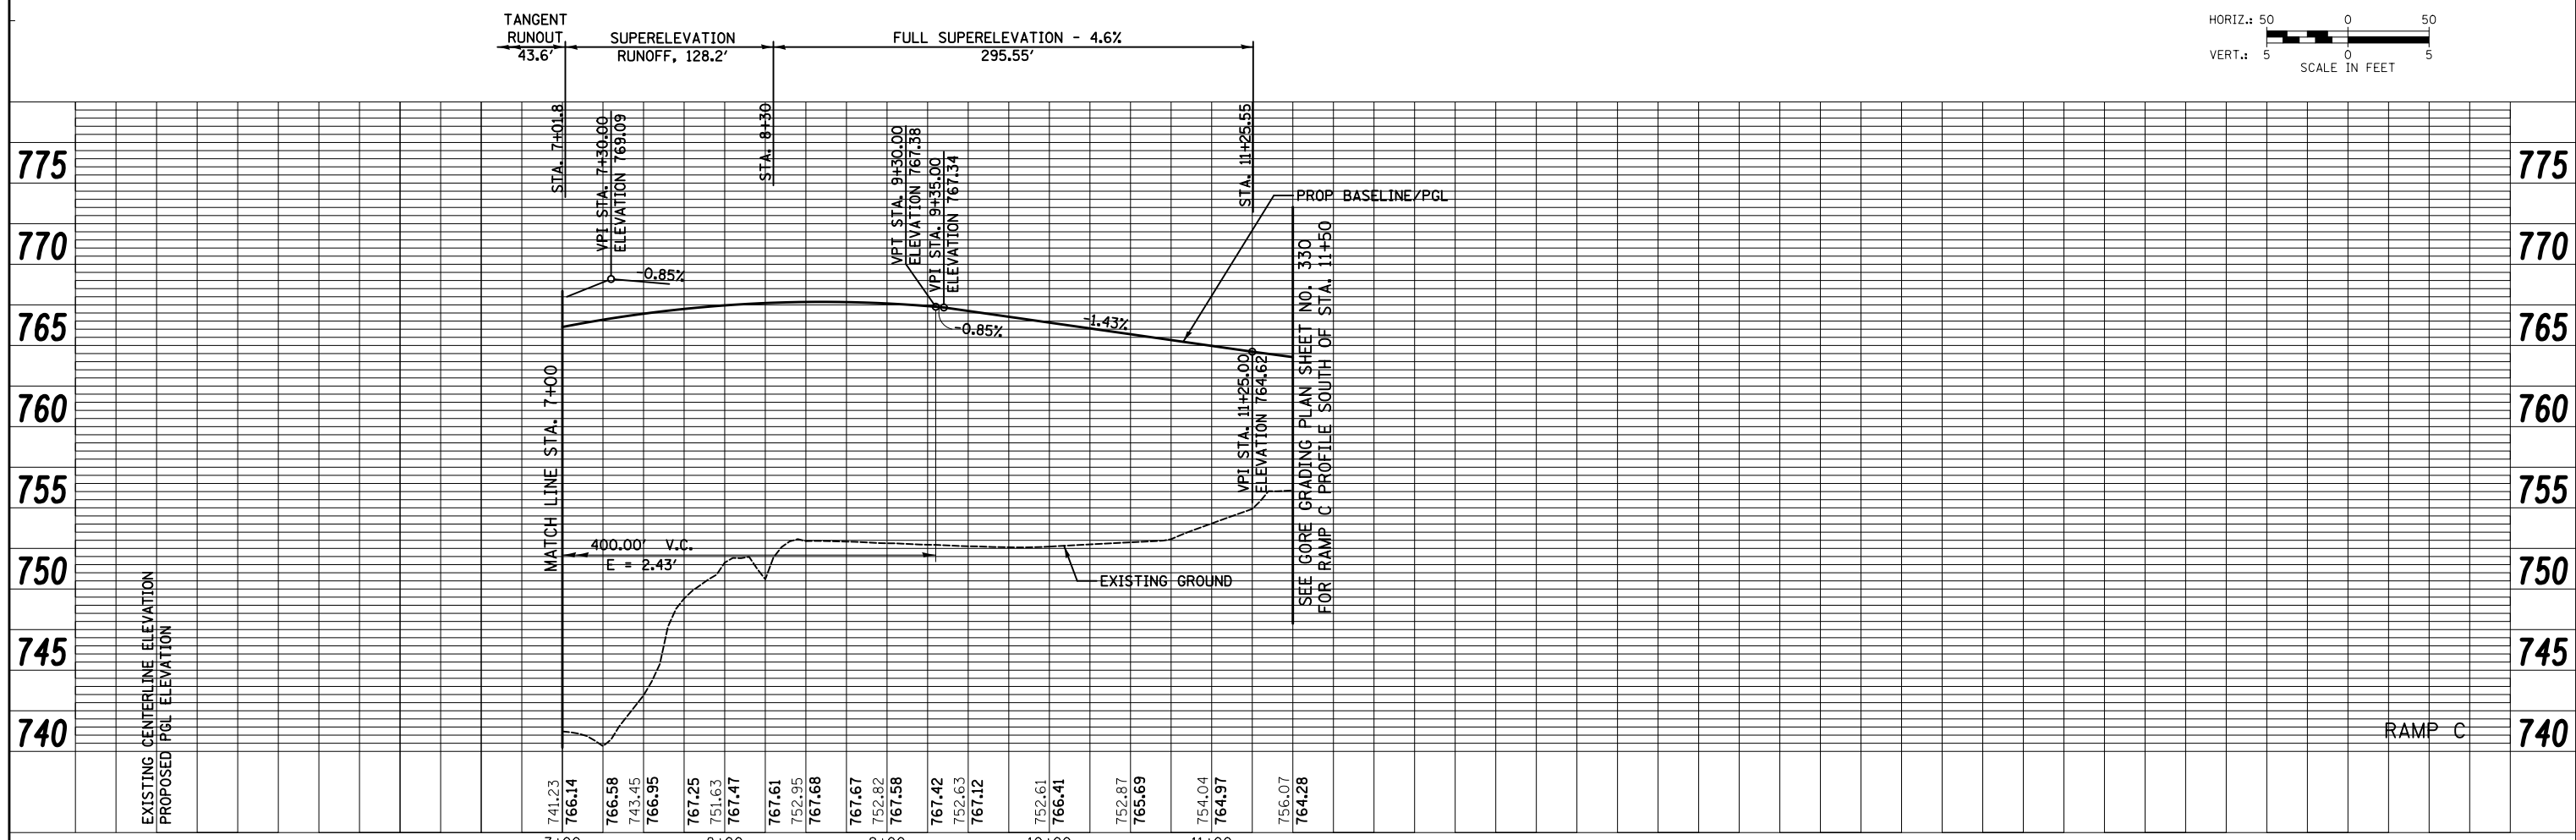 TANGENT
RUNOUT
43.6'
SUPERELEVATION
RUNOFF, 128.2'
FULL SUPERELEVATION - 4.6%
295.55'
HORIZ.: 50 0 50
VERT.: 5 0 5
SCALE IN FEET
STA. 7+01.8
VPI STA. 7+30.00
ELEVATION 769.09
STA. 8+30
VPT STA. 9+30.00
ELEVATION 767.38
VPI STA. 9+35.00
ELEVATION 767.34
STA. 11+25.55
PROP BASELINE/PGL
775 775
770 770
765 765
760 760
755 755
750 750
745 745
740 740
-0.85%
-0.85%
-1.43%
MATCH LINE STA. 7+00
VPI STA. 11+25.00
ELEVATION 764.62
SEE GORE GRADING PLAN SHEET NO. 330
FOR RAMP C PROFILE SOUTH OF STA. 11+50
400.00' V.C.
E = 2.43'
EXISTING GROUND
RAMP C
EXISTING CENTERLINE ELEVATION
PROPOSED PGL ELEVATION
741.23
766.14
766.58
743.45
766.95
767.25
751.63
767.47
767.61
752.95
767.68
767.67
752.82
767.58
767.42
752.63
767.12
752.61
766.41
752.87
765.69
754.04
764.97
756.07
764.28